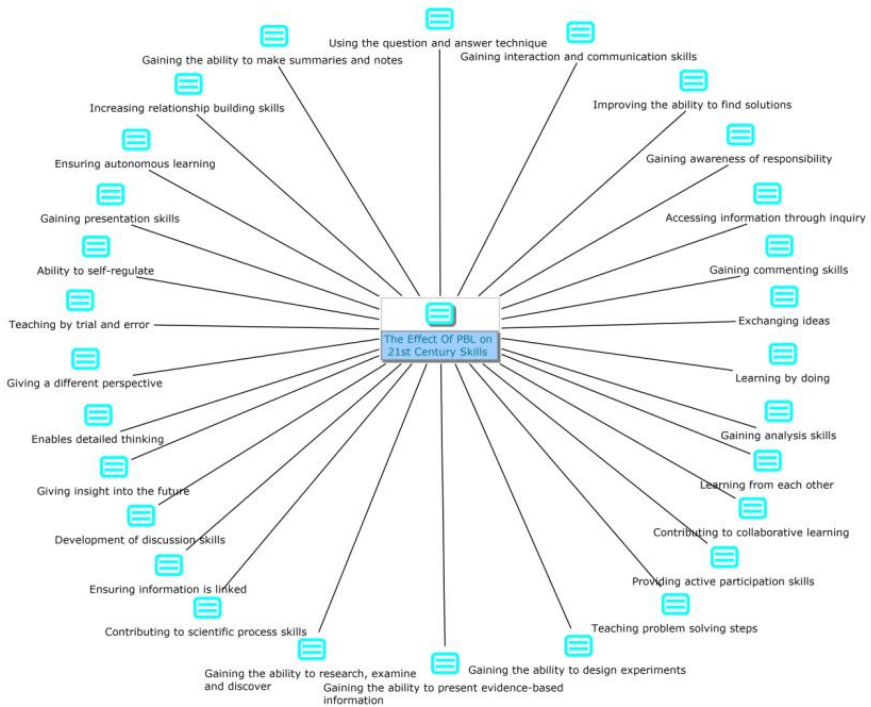 Using the question and answer technique
Gaining the ability to make summaries and notes
Gaining interaction and communication skills
Increasing relationship building skills
Improving the ability to find solutions
Ensuring autonomous learning
Gaining awareness of responsibility
Gaining presentation skills
Accessing information through inquiry
Ability to self-regulate
Gaining commenting skills
Teaching by trial and error
Exchanging ideas
The Effect Of PBL on
21st Century Skills
Giving a different perspective
Learning by doing
Enables detailed thinking
Gaining analysis skills
Giving insight into the future
Learning from each other
Development of discussion skills
Contributing to collaborative learning
Ensuring information is linked
Providing active participation skills
Contributing to scientific process skills
Teaching problem solving steps
Gaining the ability to research, examine
and discover
Gaining the ability to present evidence-based
information
Gaining the ability to design experiments